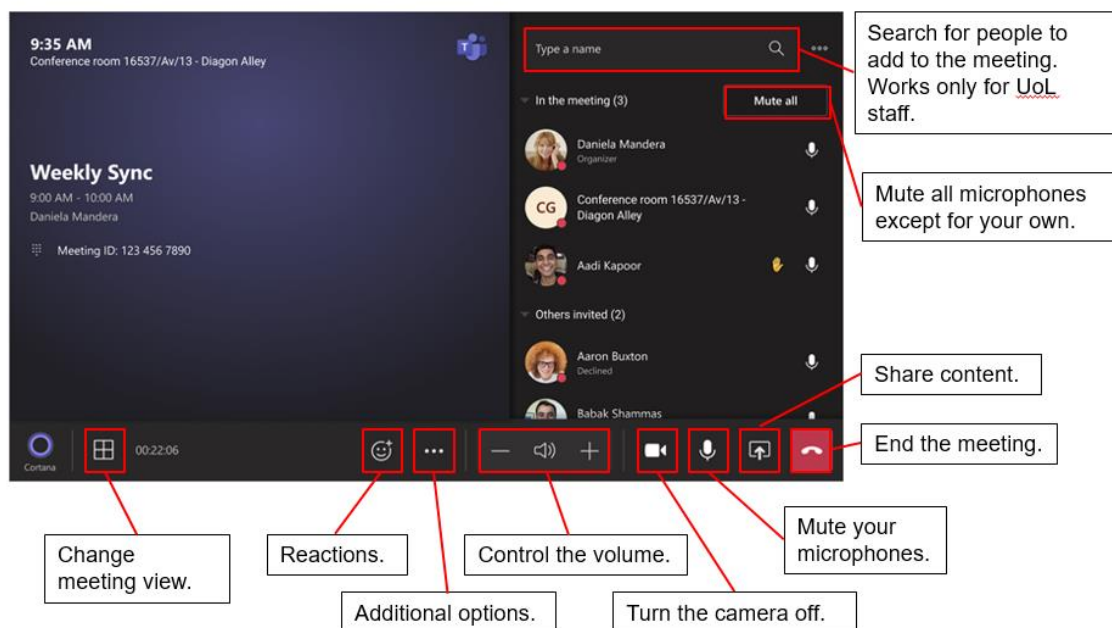 9:35 AM
Conference room 16537/Av/13 - Diagon Alley
T
Type a name
In the meeting (3)
Mute all
Daniela Mandera
Organizer
CG
Conference room 16537/Av/13 -
Diagon Alley
Aadi Kapoor
Others invited (2)
Aaron Buxton
Declined
Babak Shammas
Weekly Sync
9:00 AM - 10:00 AM
Daniela Mandera
Meeting ID: 123 456 7890
Cortana
00:22:06
Search for people to
add to the meeting.
Works only for UoL
staff.
Mute all microphones
except for your own.
Share content.
End the meeting.
Mute your
microphones.
Change
meeting view.
Reactions.
Control the volume.
Additional options.
Turn the camera off.